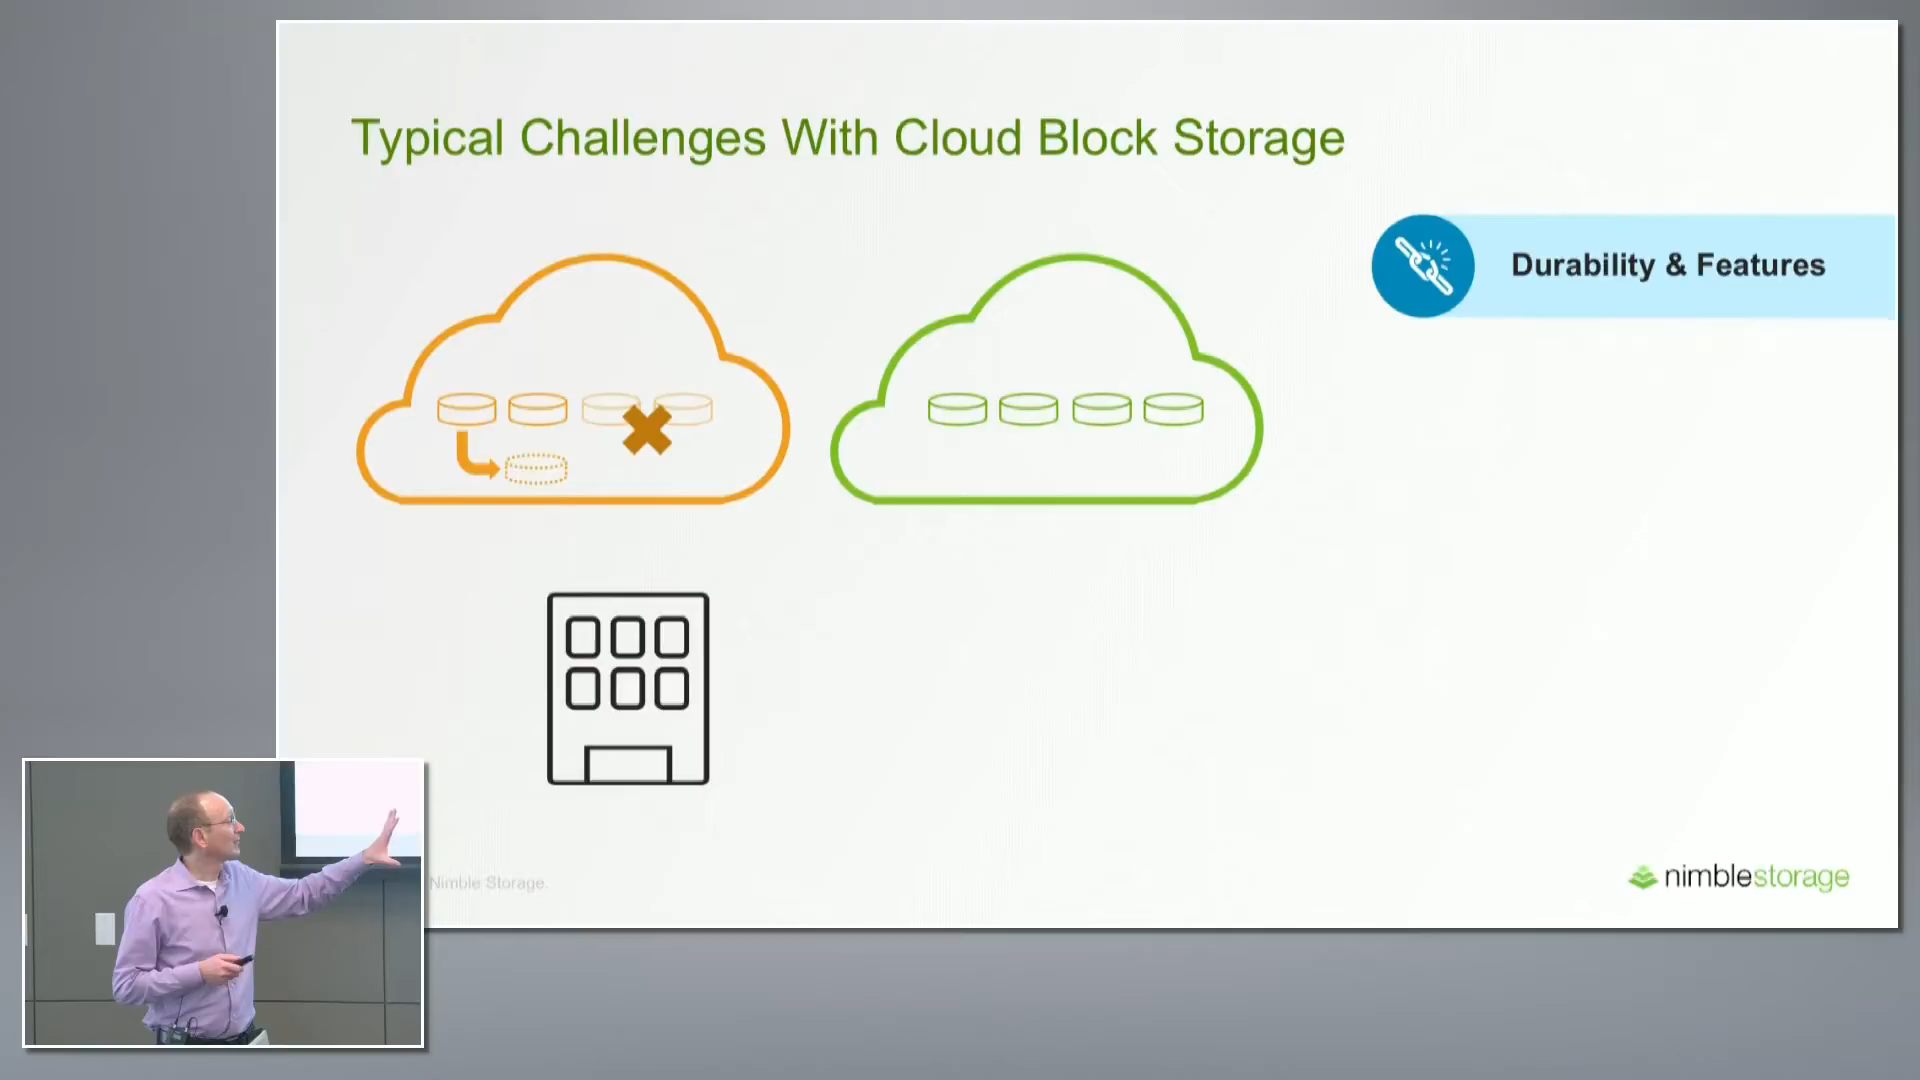 Typical Challenges With Cloud Block Storage
Durability & Features
Nimble Storage.
nimblestorage